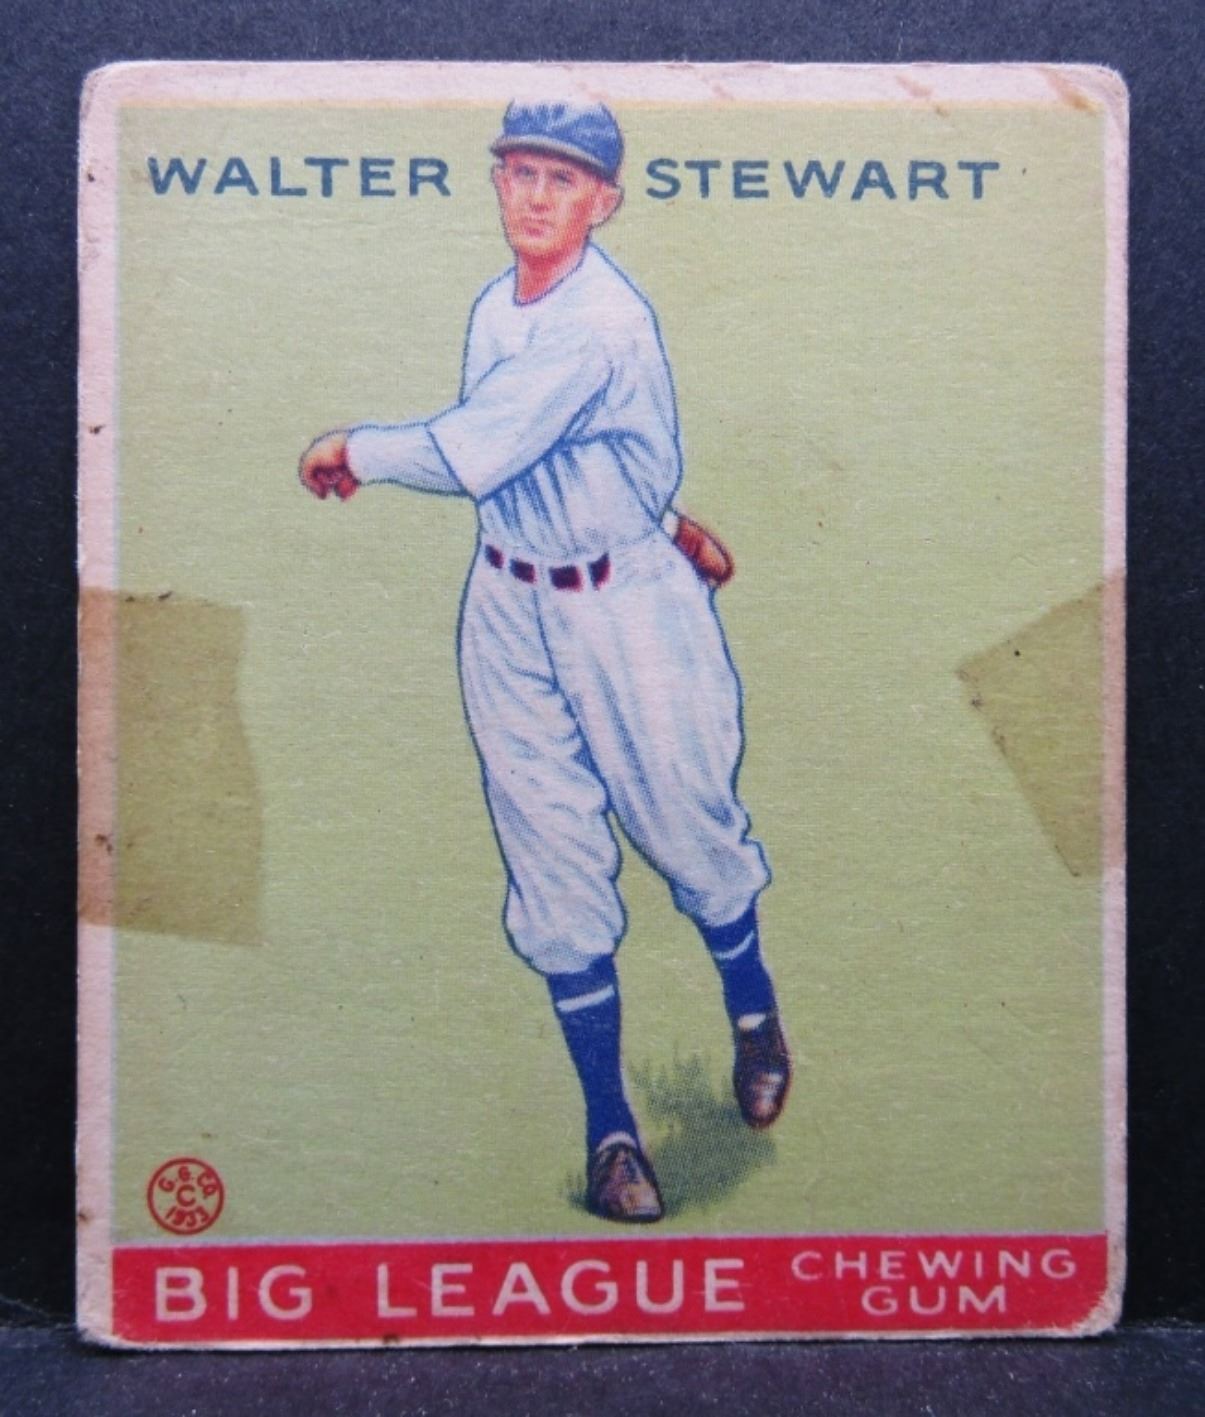 WALTER STEWART
G.G.CO.
C
1933
BIG LEAGUE CHEWING
GUM